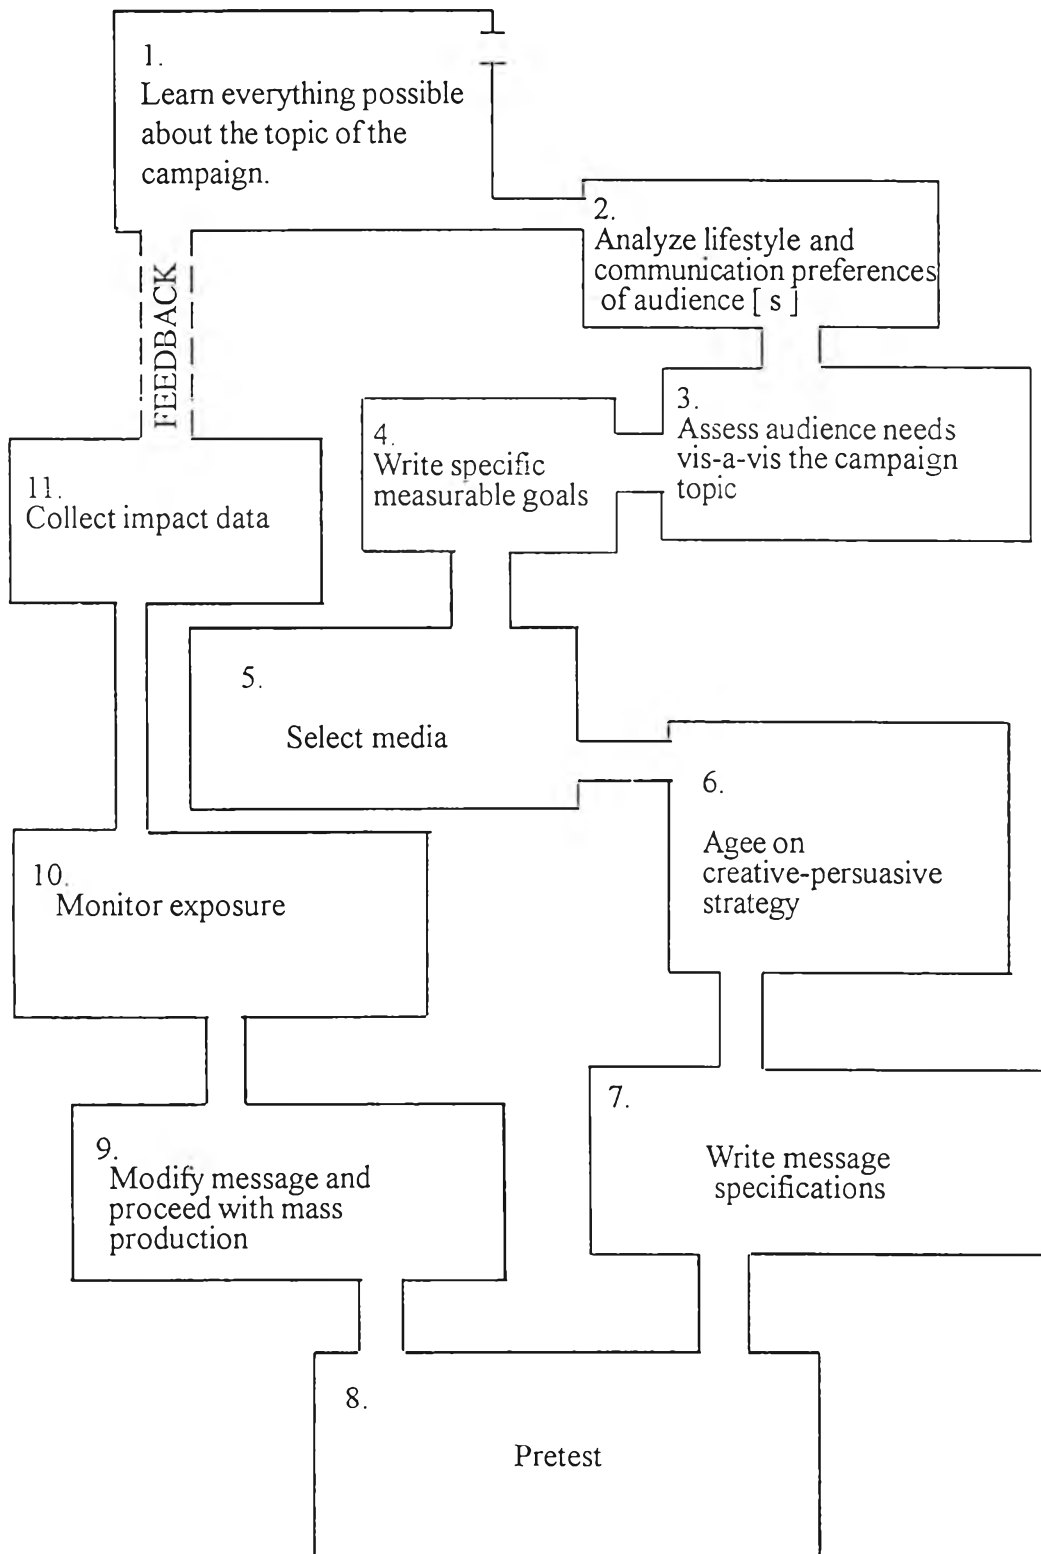 1.
Learn everything possible
about the topic of the
campaign.
2.
Analyze lifestyle and
communication preferences
of audience [ s ]
3.
Assess audience needs
vis-a-vis the campaign
topic
4.
Write specific
measurable goals
5.
Select media
6.
Agee on
creative-persuasive
strategy
7.
Write message
specifications
8.
Pretest
9.
Modify message and
proceed with mass
production
10.
Monitor exposure
11.
Collect impact data
FEEDBACK